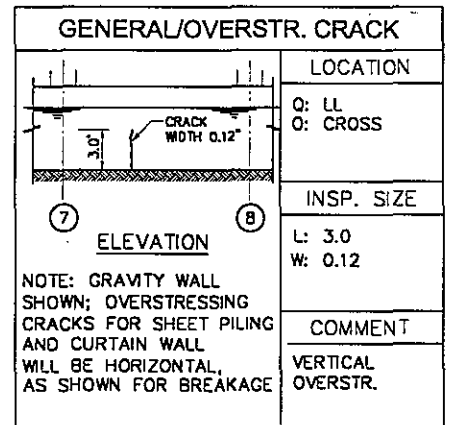 GENERAL/OVERSTR. CRACK
CRACK
WIDTH 0.12"
3.0'
7
8
ELEVATION
NOTE: GRAVITY WALL
SHOWN; OVERSTRESSING
CRACKS FOR SHEET PILING
AND CURTAIN WALL
WILL BE HORIZONTAL,
AS SHOWN FOR BREAKAGE
LOCATION
Q: LL
O: CROSS
INSP. SIZE
L: 3.0
W: 0.12
COMMENT
VERTICAL
OVERSTR.